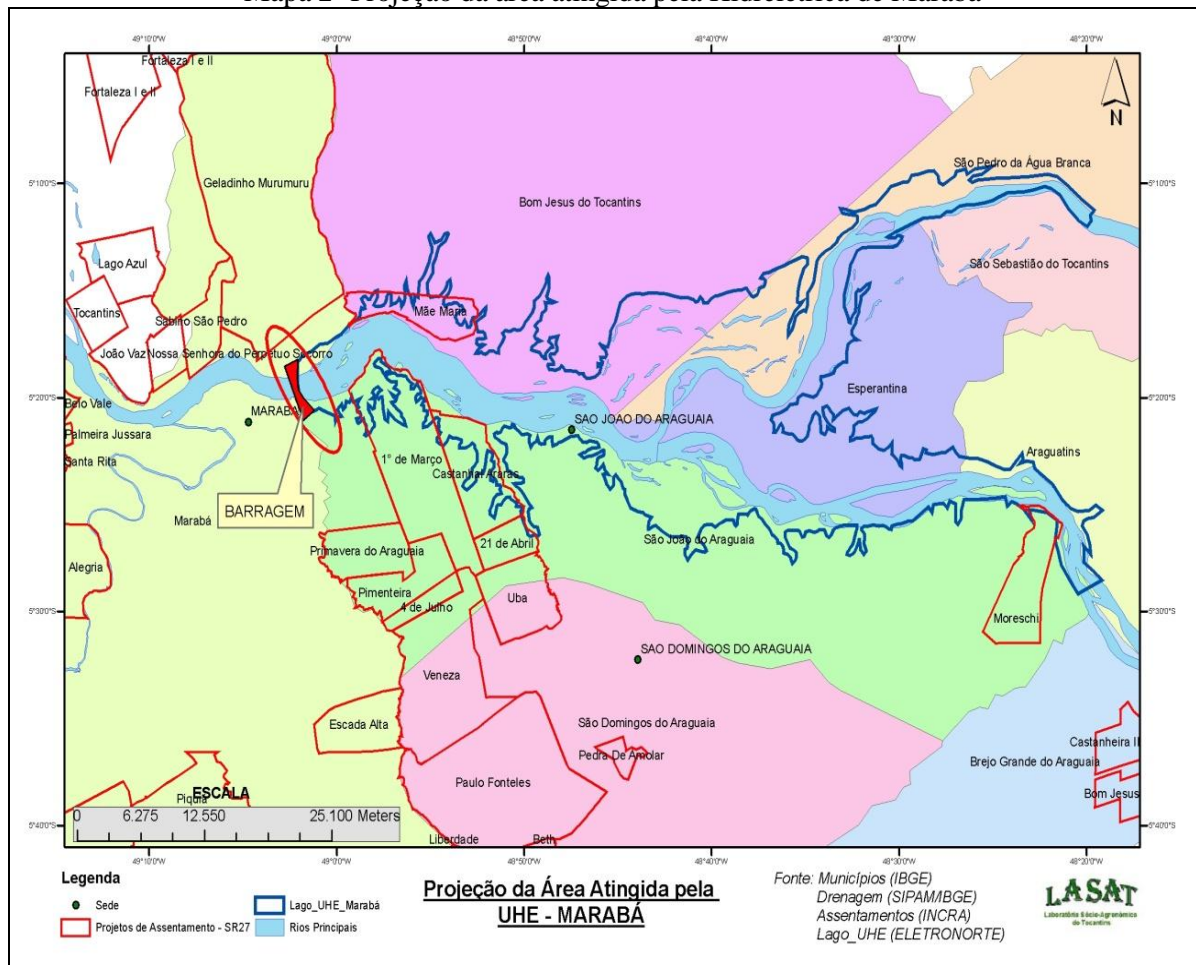 Mapa 2- Projeção da área atingida pela Hidrelétrica de Marabá
49°10'0"W 49°0'0"W 48°50'0"W 48°40'0"W 48°30'0"W 48°20'0"W
Fortaleza I e II
Fortaleza I e II
N
São Pedro da Água Branca
5°10'0"S 5°10'0"S
Geladinho Murumuru
Bom Jesus do Tocantins
Lago Azul
São Sebastião do Tocantins
Tocantins
Mãe Maria
Sabino São Pedro
João Vaz
Nossa Senhora do Perpétuo Socorro
Esperantina
5°20'0"S 5°20'0"S
Belo Vale
MARABÁ
SAO JOAO DO ARAGUAIA
Palmeira Jussara
Santa Rita
1° de Março
Castanhal Araras
Araguatins
BARRAGEM
Marabá
Primavera do Araguaia
21 de Abril
São João do Araguaia
Alegria
Pimenteira
4 de Julho
Uba
Moreschi
5°30'0"S 5°30'0"S
SAO DOMINGOS DO ARAGUAIA
Veneza
Escada Alta
São Domingos do Araguaia
Pedra De Amolar
Castanheira II
Brejo Grande do Araguaia
Paulo Fonteles
Bom Jesus
Piquia
ESCALA
0 6.275 12.550 25.100 Meters
5°40'0"S 5°40'0"S
Liberdade
Beth
49°10'0"W 49°0'0"W 48°50'0"W 48°40'0"W 48°30'0"W 48°20'0"W
Legenda
Sede
Lago_UHE_Marabá
Projetos de Assentamento - SR27
Rios Principais
Projeção da Área Atingida pela
UHE - MARABÁ
Fonte: Municípios (IBGE)
Drenagem (SIPAM/IBGE)
Assentamentos (INCRA)
Lago_UHE (ELETRONORTE)
LASAT
Laboratório Sócio-Agronômico
do Tocantins